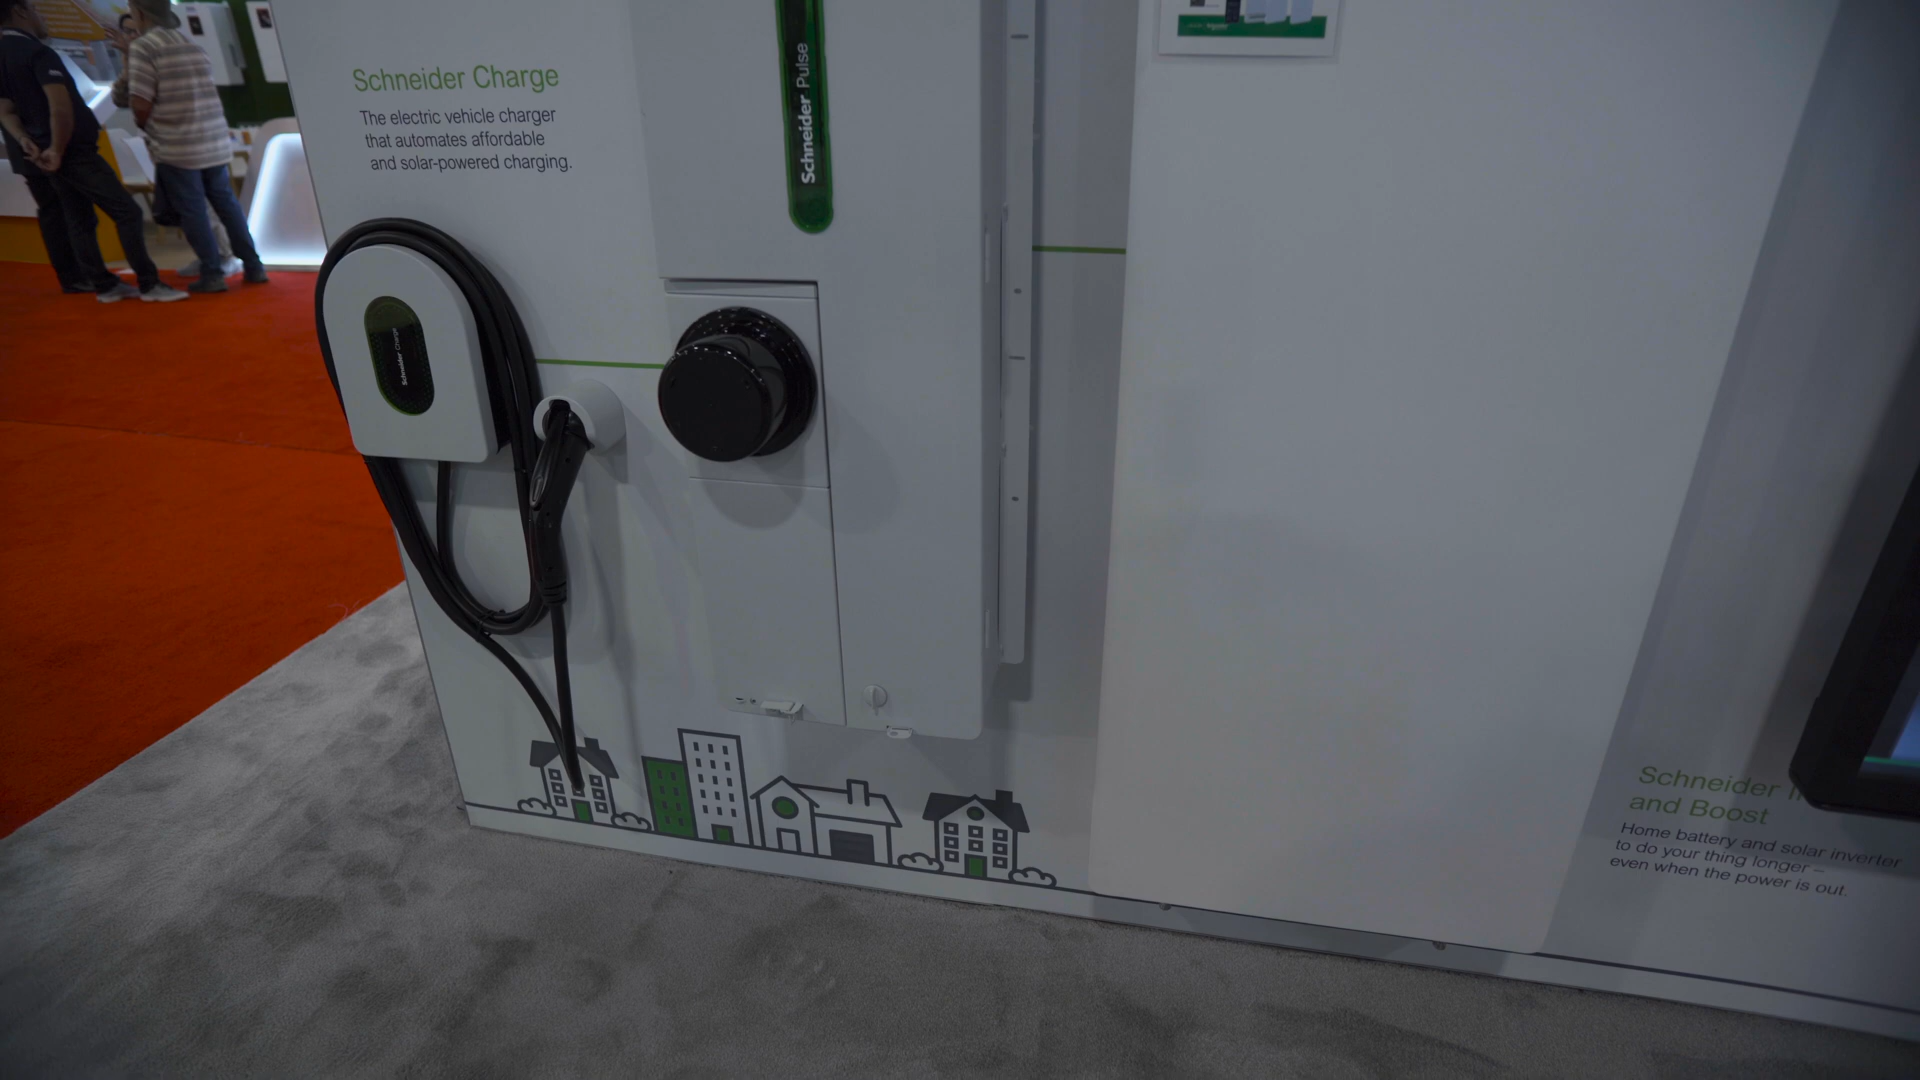 Schneider Charge
The electric vehicle charger
that automates affordable
and solar-powered charging.
Schneider Pulse
Schneider Charge
Schneider
and Boost
Home battery and solar inverter
to do your thing longer –
even when the power is out.